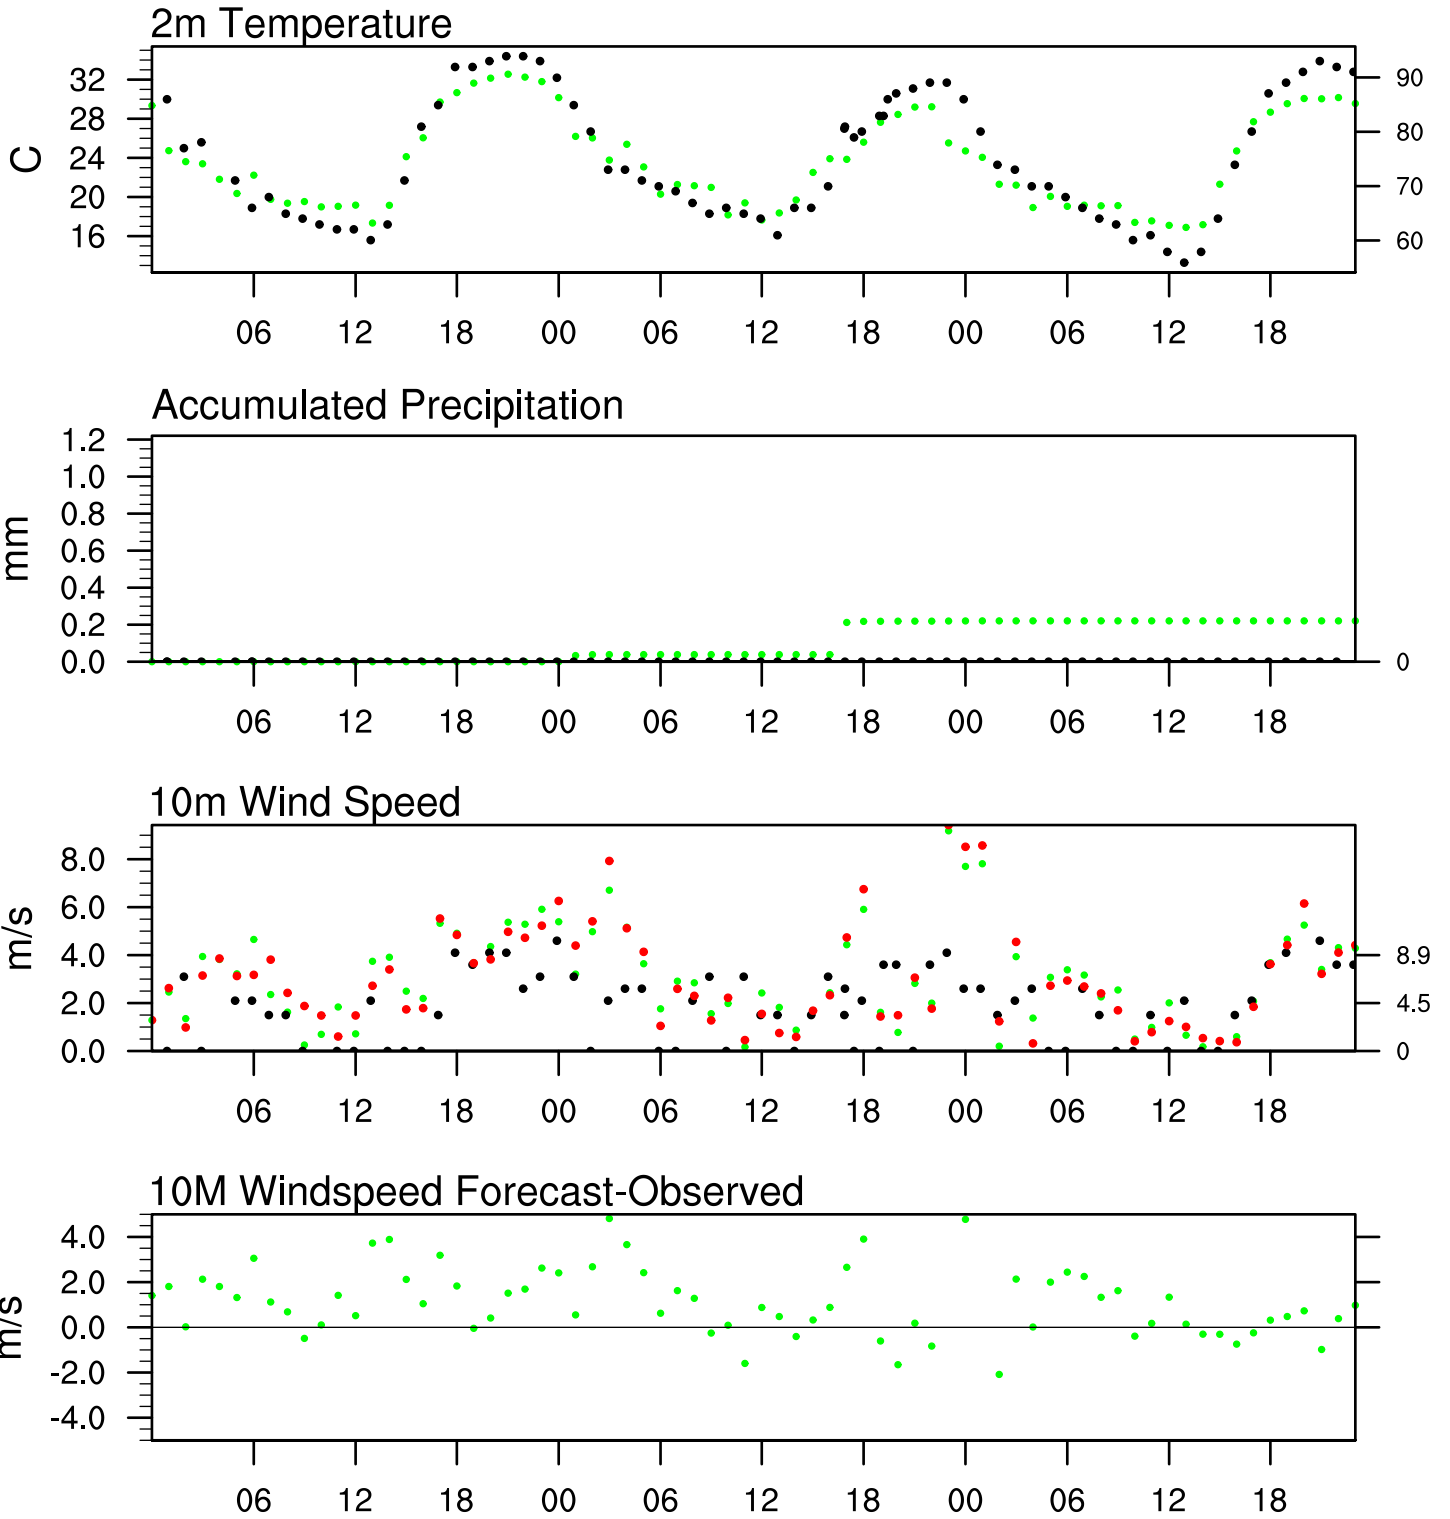 2m Temperature
32
28
24
20
16
C
90
80
70
60
06 12 18 00 06 12 18 00 06 12 18
Accumulated Precipitation
1.2
1.0
0.8
0.6
0.4
0.2
0.0
mm
0
06 12 18 00 06 12 18 00 06 12 18
10m Wind Speed
8.0
6.0
4.0
2.0
0.0
m/s
8.9
4.5
0
06 12 18 00 06 12 18 00 06 12 18
10M Windspeed Forecast-Observed
4.0
2.0
0.0
-2.0
-4.0
m/s
06 12 18 00 06 12 18 00 06 12 18